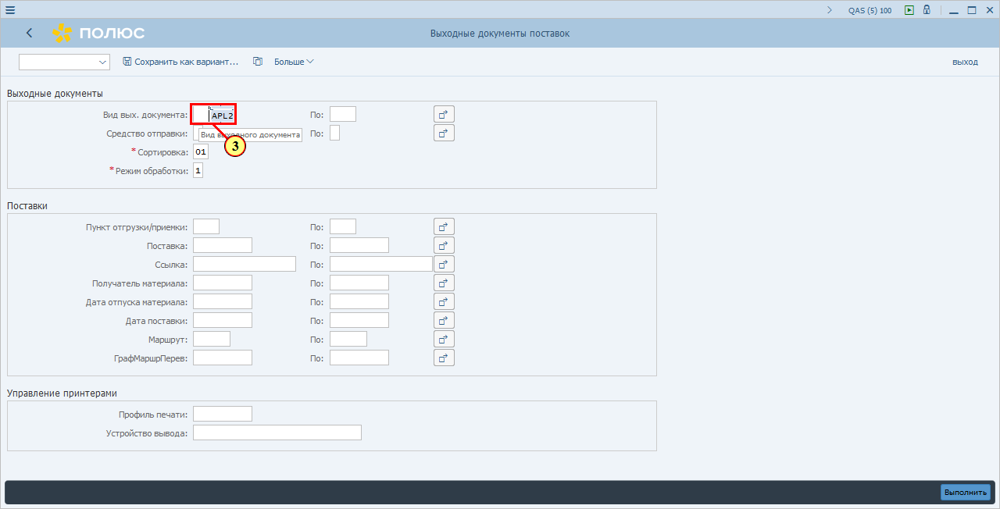 QAS (5) 100
ПОЛЮС
Выходные документы поставок
Сохранить как вариант...
Больше
выход
Выходные документы
Вид вых. документа: APL2 По:
Средство отправки: По:
Вид выходного документа
3
*Сортировка: 01
*Режим обработки: 1
Поставки
Пункт отгрузки/приемки: По:
Поставка: По:
Ссылка: По:
Получатель материала: По:
Дата отпуска материала: По:
Дата поставки: По:
Маршрут: По:
ГрафМаршрПерев: По:
Управление принтерами
Профиль печати:
Устройство вывода:
Выполнить